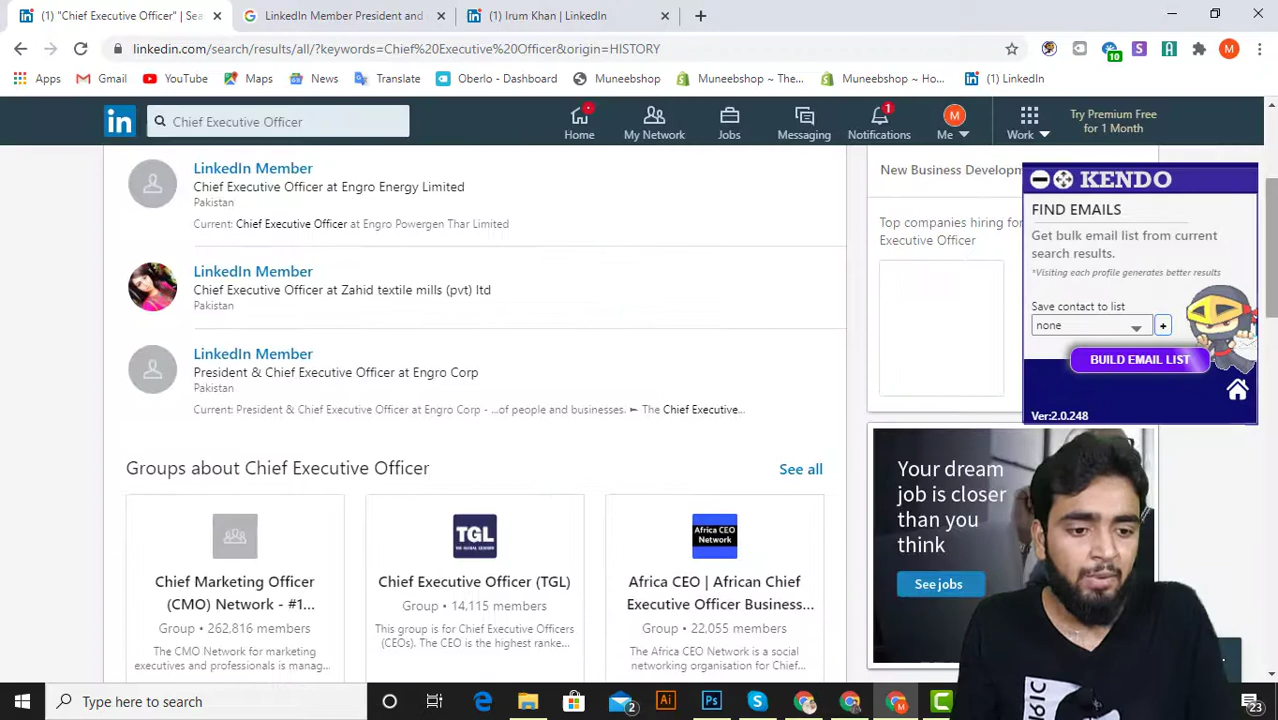 (1) "Chief Executive Officer" | Sea
LinkedIn Member President and
(1) Irum Khan | LinkedIn
linkedin.com/search/results/all/?keywords=Chief%20Executive%20Officer&origin=HISTORY
10
M
Apps
Gmail
YouTube
Maps
News
Translate
Oberlo - Dashboard
Muneebshop
Muneebshop ~ The...
Muneebshop ~ Ho...
(1) LinkedIn
in
Chief Executive Officer
Home
My Network
Jobs
Messaging
1
Notifications
M
Me
Work
Try Premium Free
for 1 Month
LinkedIn Member
Chief Executive Officer at Engro Energy Limited
Pakistan
Current: Chief Executive Officer at Engro Powergen Thar Limited
LinkedIn Member
Chief Executive Officer at Zahid textile mills (pvt) ltd
Pakistan
LinkedIn Member
President & Chief Executive Officer at Engro Corp
Pakistan
Current: President & Chief Executive Officer at Engro Corp - ...of people and businesses. ► The Chief Executive...
Groups about Chief Executive Officer
See all
Chief Marketing Officer
(CMO) Network - #1...
Group • 262,816 members
The CMO Network for marketing
executives and professionals is manag...
TGL
Chief Executive Officer (TGL)
Group • 14,115 members
This group is for Chief Executive Officers
(CEOs). The CEO is the highest ranke...
Africa CEO
Network
Africa CEO | African Chief
Executive Officer Business...
Group • 22,055 members
The Africa CEO Network is a social
networking organisation for Chief...
New Business Developm
Top companies hiring for
Executive Officer
KENDO
FIND EMAILS
Get bulk email list from current
search results.
*Visiting each profile generates better results
Save contact to list
none
+
BUILD EMAIL LIST
Ver:2.0.248
Your dream
job is closer
than you
think
See jobs
Type here to search
2
Ai
Ps
23